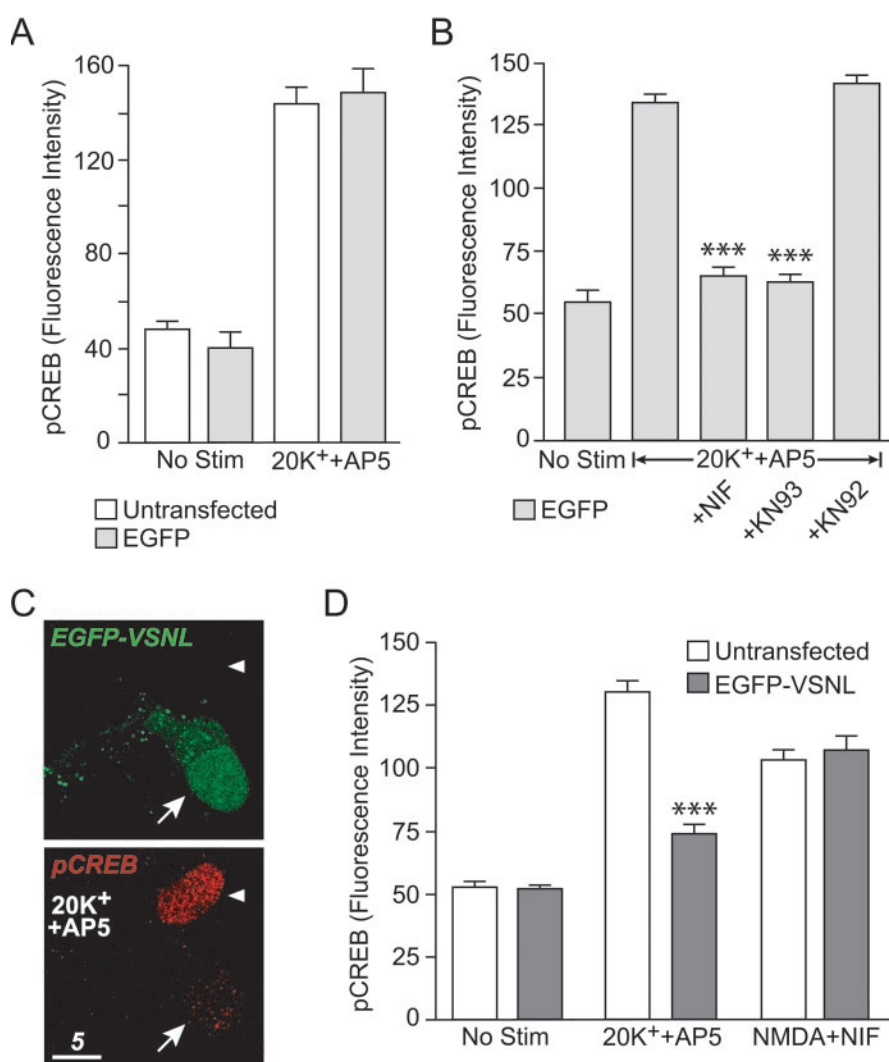 A
pCREB (Fluorescence Intensity)
160
120
80
40
0
No Stim
20K⁺+AP5
Untransfected
EGFP
B
pCREB (Fluorescence Intensity)
150
125
100
75
50
25
0
***
***
No Stim
20K⁺+AP5
+NIF
+KN93
+KN92
EGFP
C
EGFP-VSNL
pCREB
20K⁺
+AP5
5
D
pCREB (Fluorescence Intensity)
150
125
100
75
50
25
0
Untransfected
EGFP-VSNL
***
No Stim
20K⁺+AP5
NMDA+NIF